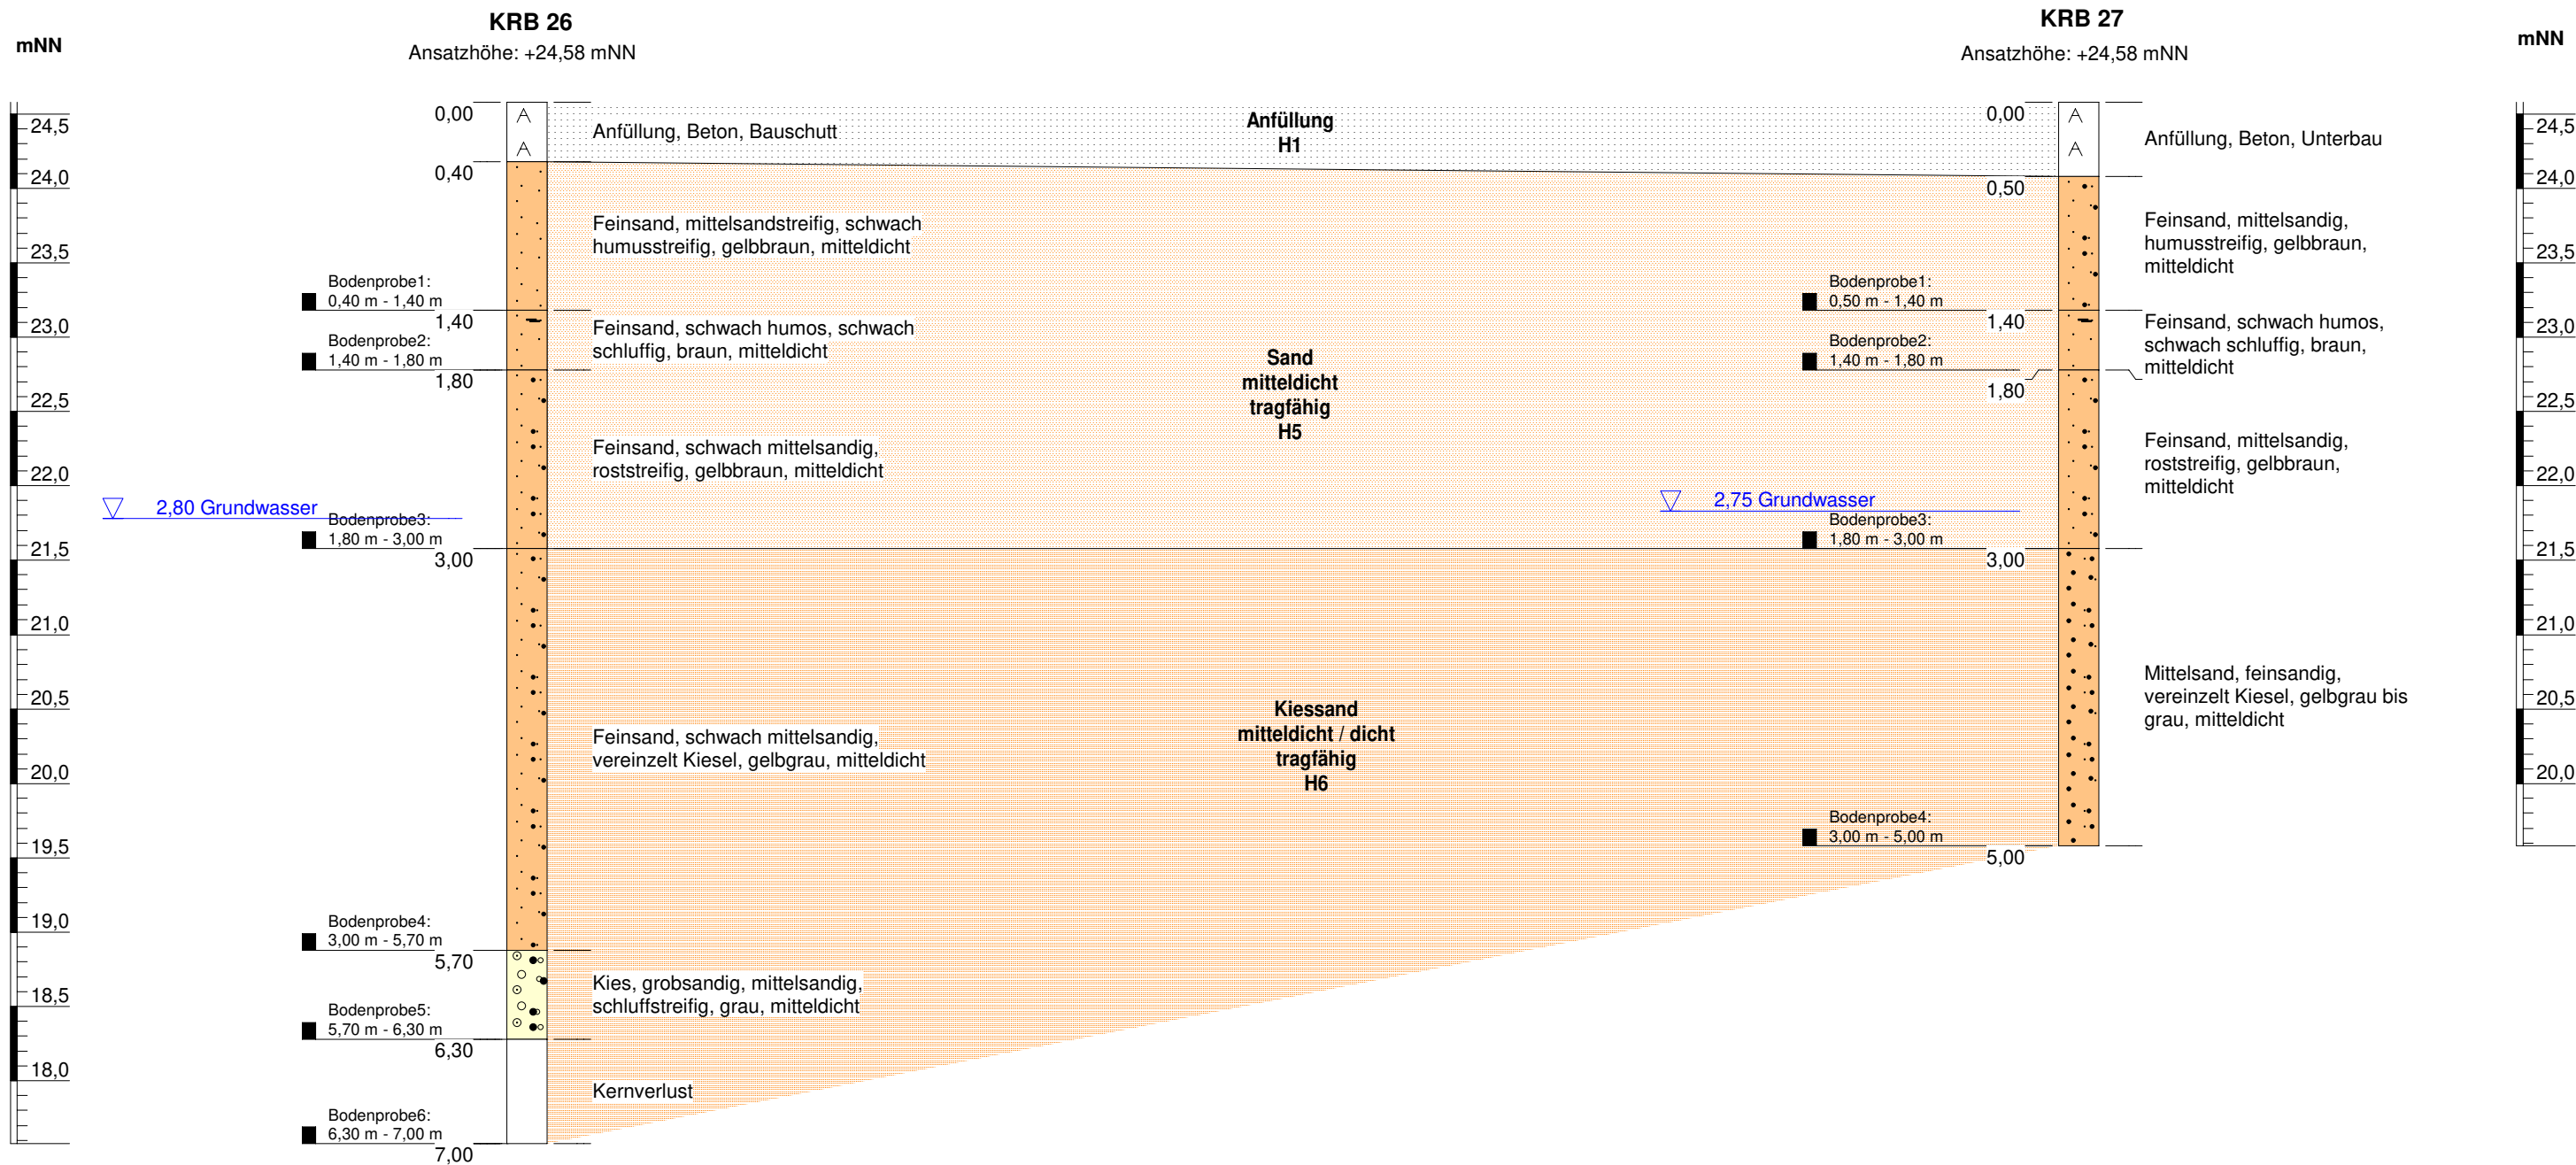 KRB 26
Ansatzhöhe: +24,58 mNN
KRB 27
Ansatzhöhe: +24,58 mNN
mNN
24,5
24,0
23,5
23,0
22,5
22,0
21,5
21,0
20,5
20,0
19,5
19,0
18,5
18,0
2,80 Grundwasser
Bodenprobe1:
0,40 m - 1,40 m
Bodenprobe2:
1,40 m - 1,80 m
Bodenprobe3:
1,80 m - 3,00 m
Bodenprobe4:
3,00 m - 5,70 m
Bodenprobe5:
5,70 m - 6,30 m
Bodenprobe6:
6,30 m - 7,00 m
0,00
0,40
1,40
1,80
3,00
5,70
6,30
7,00
A
A
Anfüllung, Beton, Bauschutt
Feinsand, mittelsandstreifig, schwach
humusstreifig, gelbbraun, mitteldicht
Feinsand, schwach humos, schwach
schluffig, braun, mitteldicht
Feinsand, schwach mittelsandig,
roststreifig, gelbbraun, mitteldicht
Feinsand, schwach mittelsandig,
vereinzelt Kiesel, gelbgrau, mitteldicht
Kies, grobsandig, mittelsandig,
schluffstreifig, grau, mitteldicht
Kernverlust
Anfüllung
H1
Sand
mitteldicht
tragfähig
H5
Kiessand
mitteldicht / dicht
tragfähig
H6
2,75 Grundwasser
Bodenprobe1:
0,50 m - 1,40 m
Bodenprobe2:
1,40 m - 1,80 m
Bodenprobe3:
1,80 m - 3,00 m
Bodenprobe4:
3,00 m - 5,00 m
0,00
0,50
1,40
1,80
3,00
5,00
A
A
Anfüllung, Beton, Unterbau
Feinsand, mittelsandig,
humusstreifig, gelbbraun,
mitteldicht
Feinsand, schwach humos,
schwach schluffig, braun,
mitteldicht
Feinsand, mittelsandig,
roststreifig, gelbbraun,
mitteldicht
Mittelsand, feinsandig,
vereinzelt Kiesel, gelbgrau bis
grau, mitteldicht
mNN
24,5
24,0
23,5
23,0
22,5
22,0
21,5
21,0
20,5
20,0